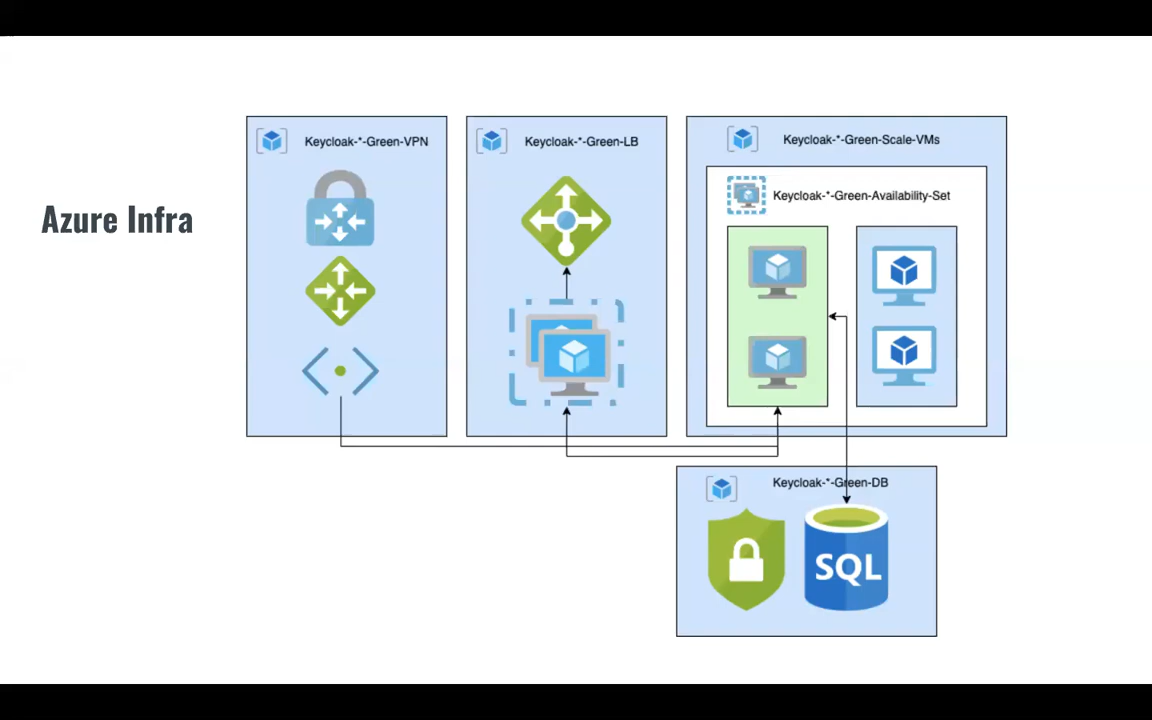 Azure Infra
Keycloak-*-Green-VPN
Keycloak-*-Green-LB
Keycloak-*-Green-Scale-VMs
Keycloak-*-Green-Availability-Set
Keycloak-*-Green-DB
SQL